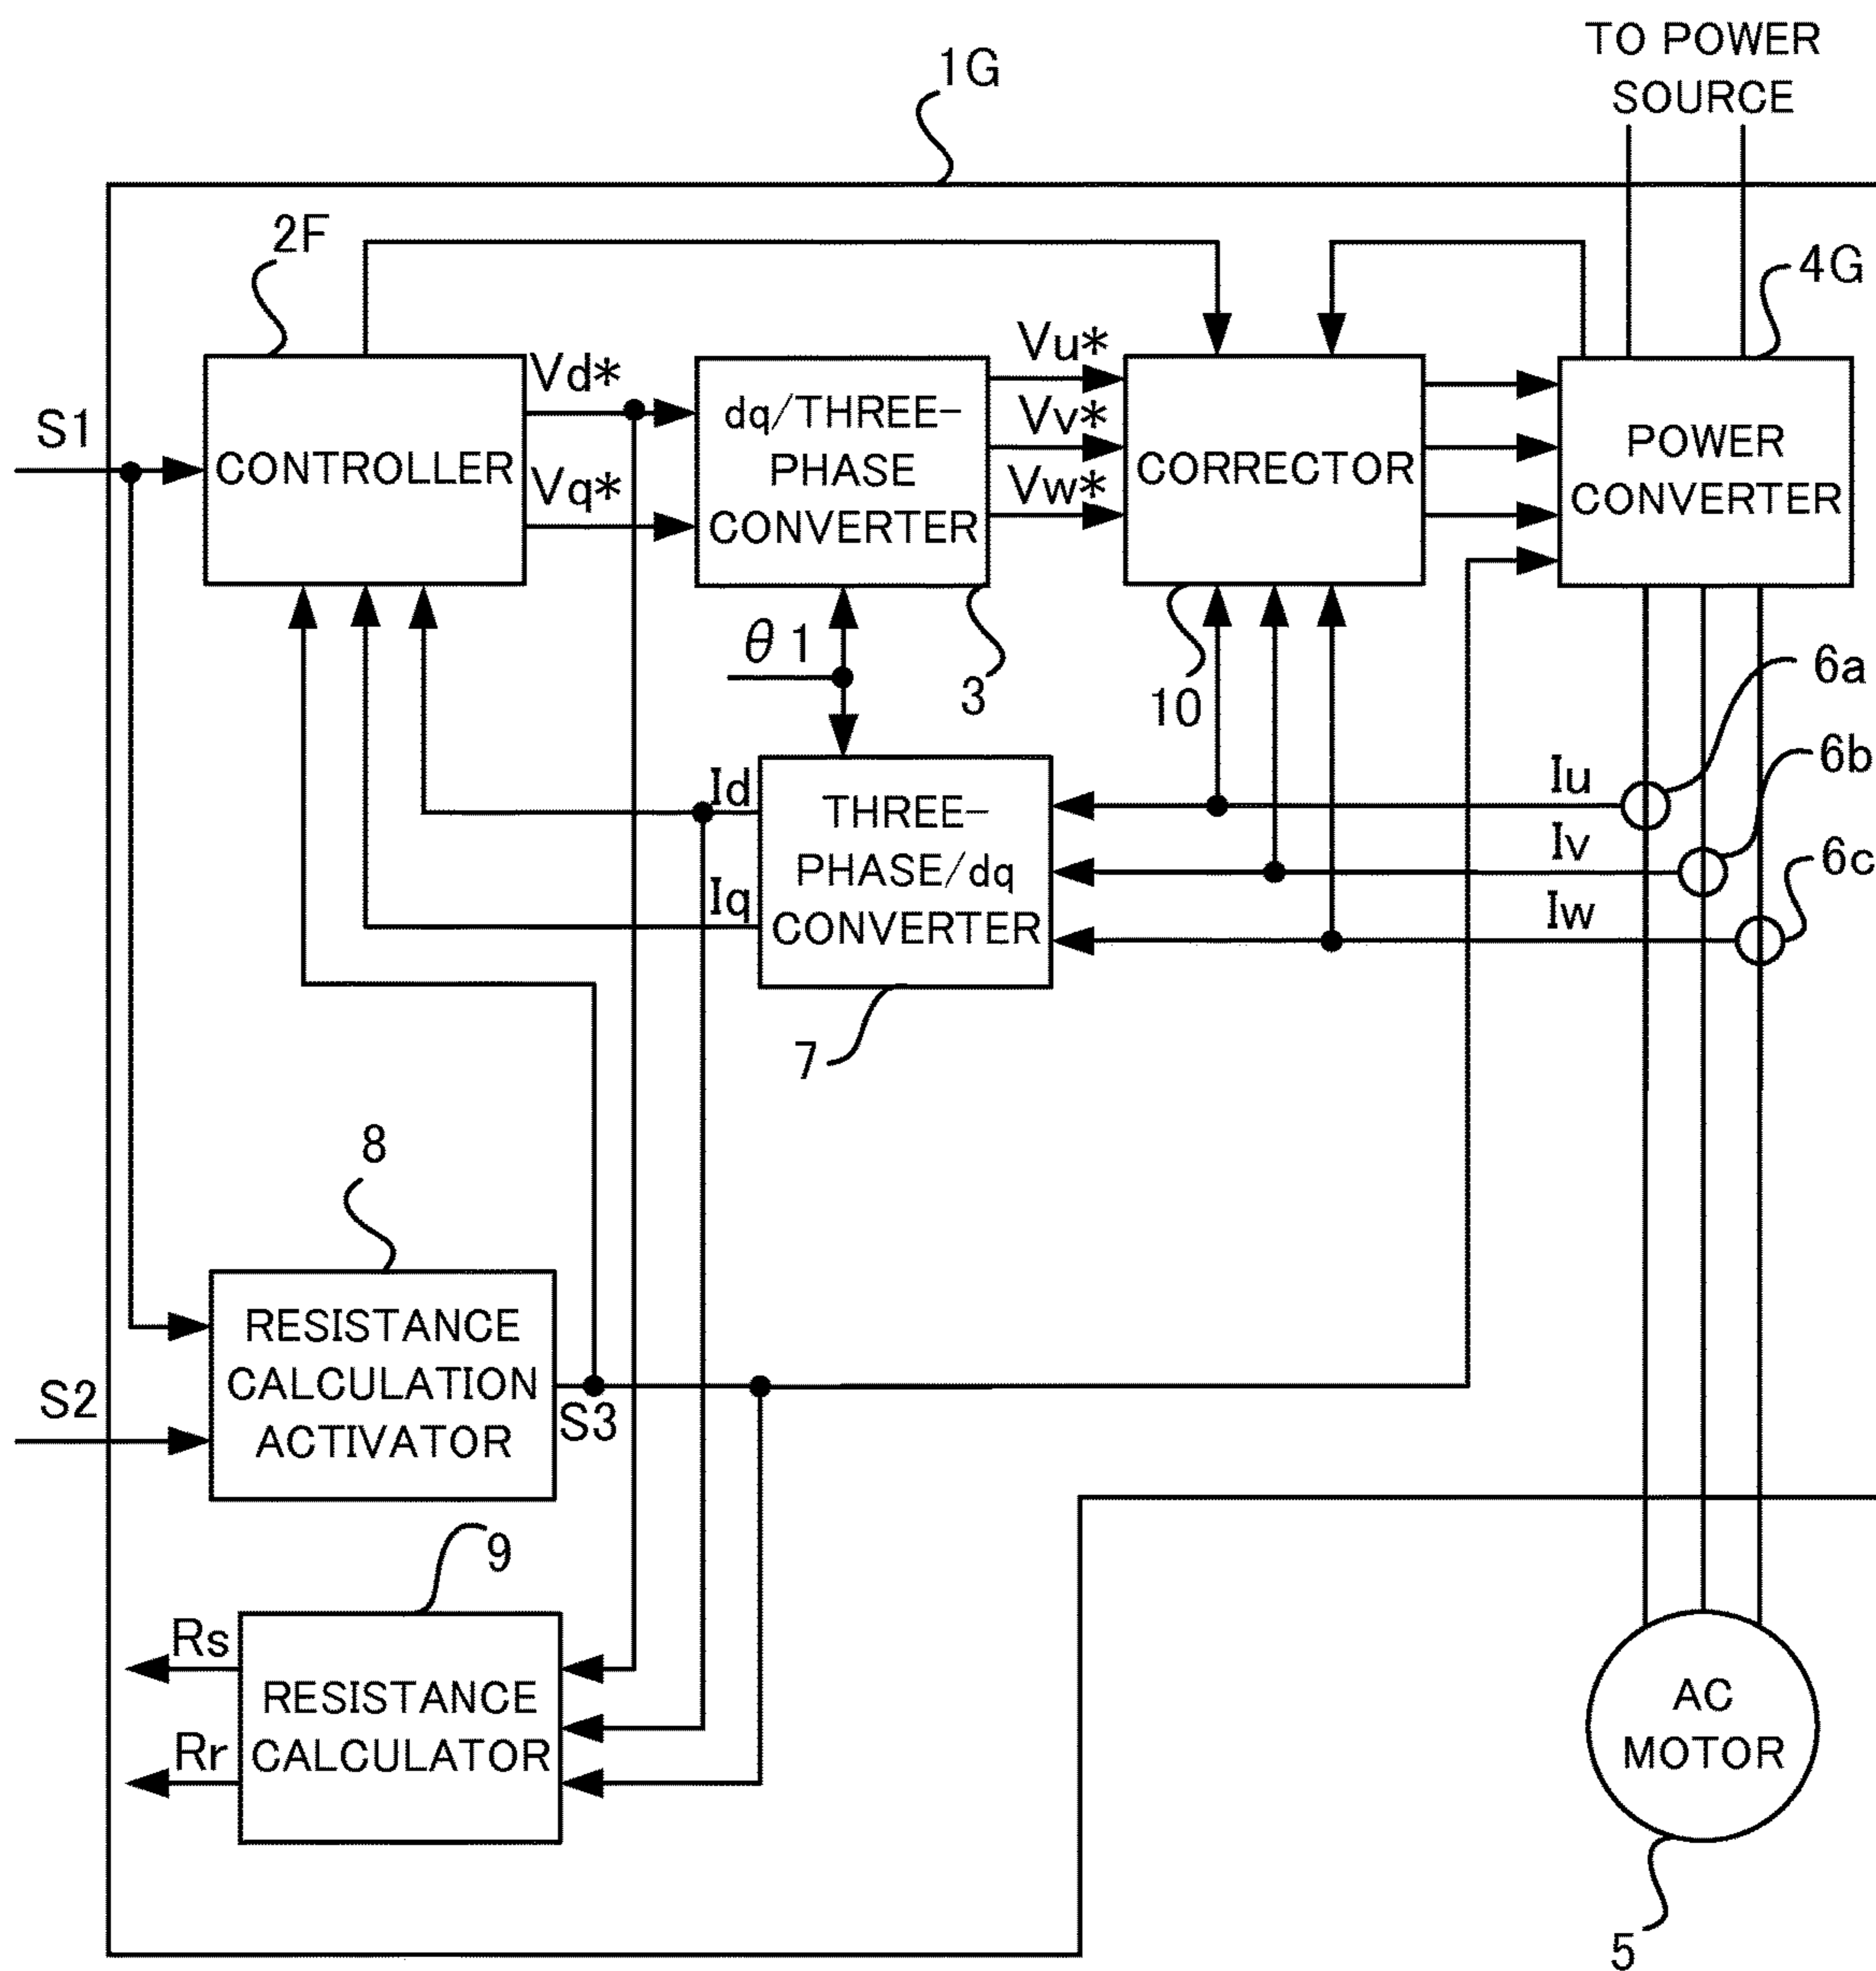 TO POWER
SOURCE
1G
2F
4G
S1
CONTROLLER
Vd*
Vq*
dq/THREE-
PHASE
CONVERTER
Vu*
Vv*
Vw*
CORRECTOR
POWER
CONVERTER
θ1
3
10
6a
6b
6c
Id
Iq
THREE-
PHASE/dq
CONVERTER
Iu
Iv
Iw
7
8
S2
RESISTANCE
CALCULATION
ACTIVATOR
S3
9
Rs
Rr
RESISTANCE
CALCULATOR
AC
MOTOR
5